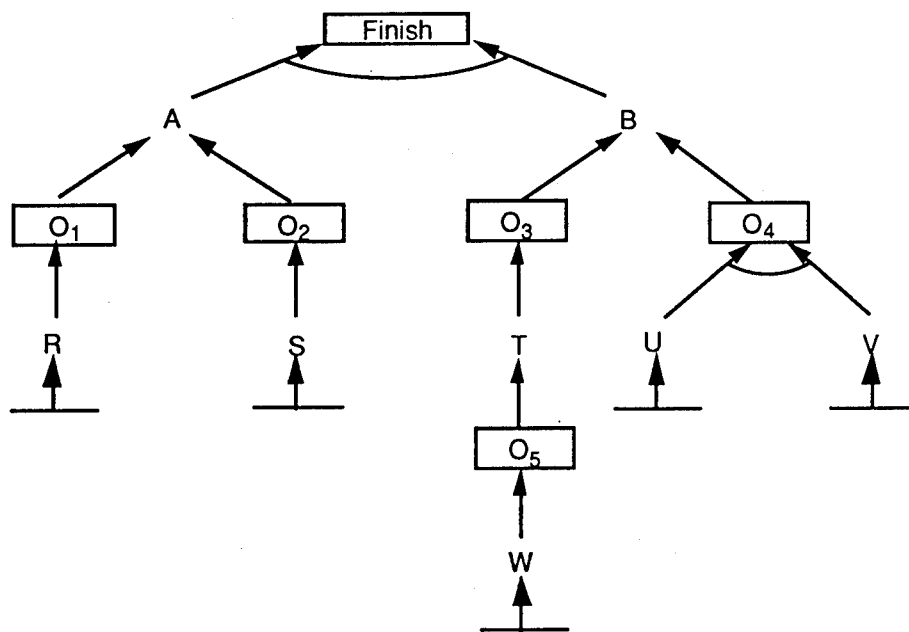 Finish
A B
O₁ O₂ O₃ O₄
R S T U V
O₅
W